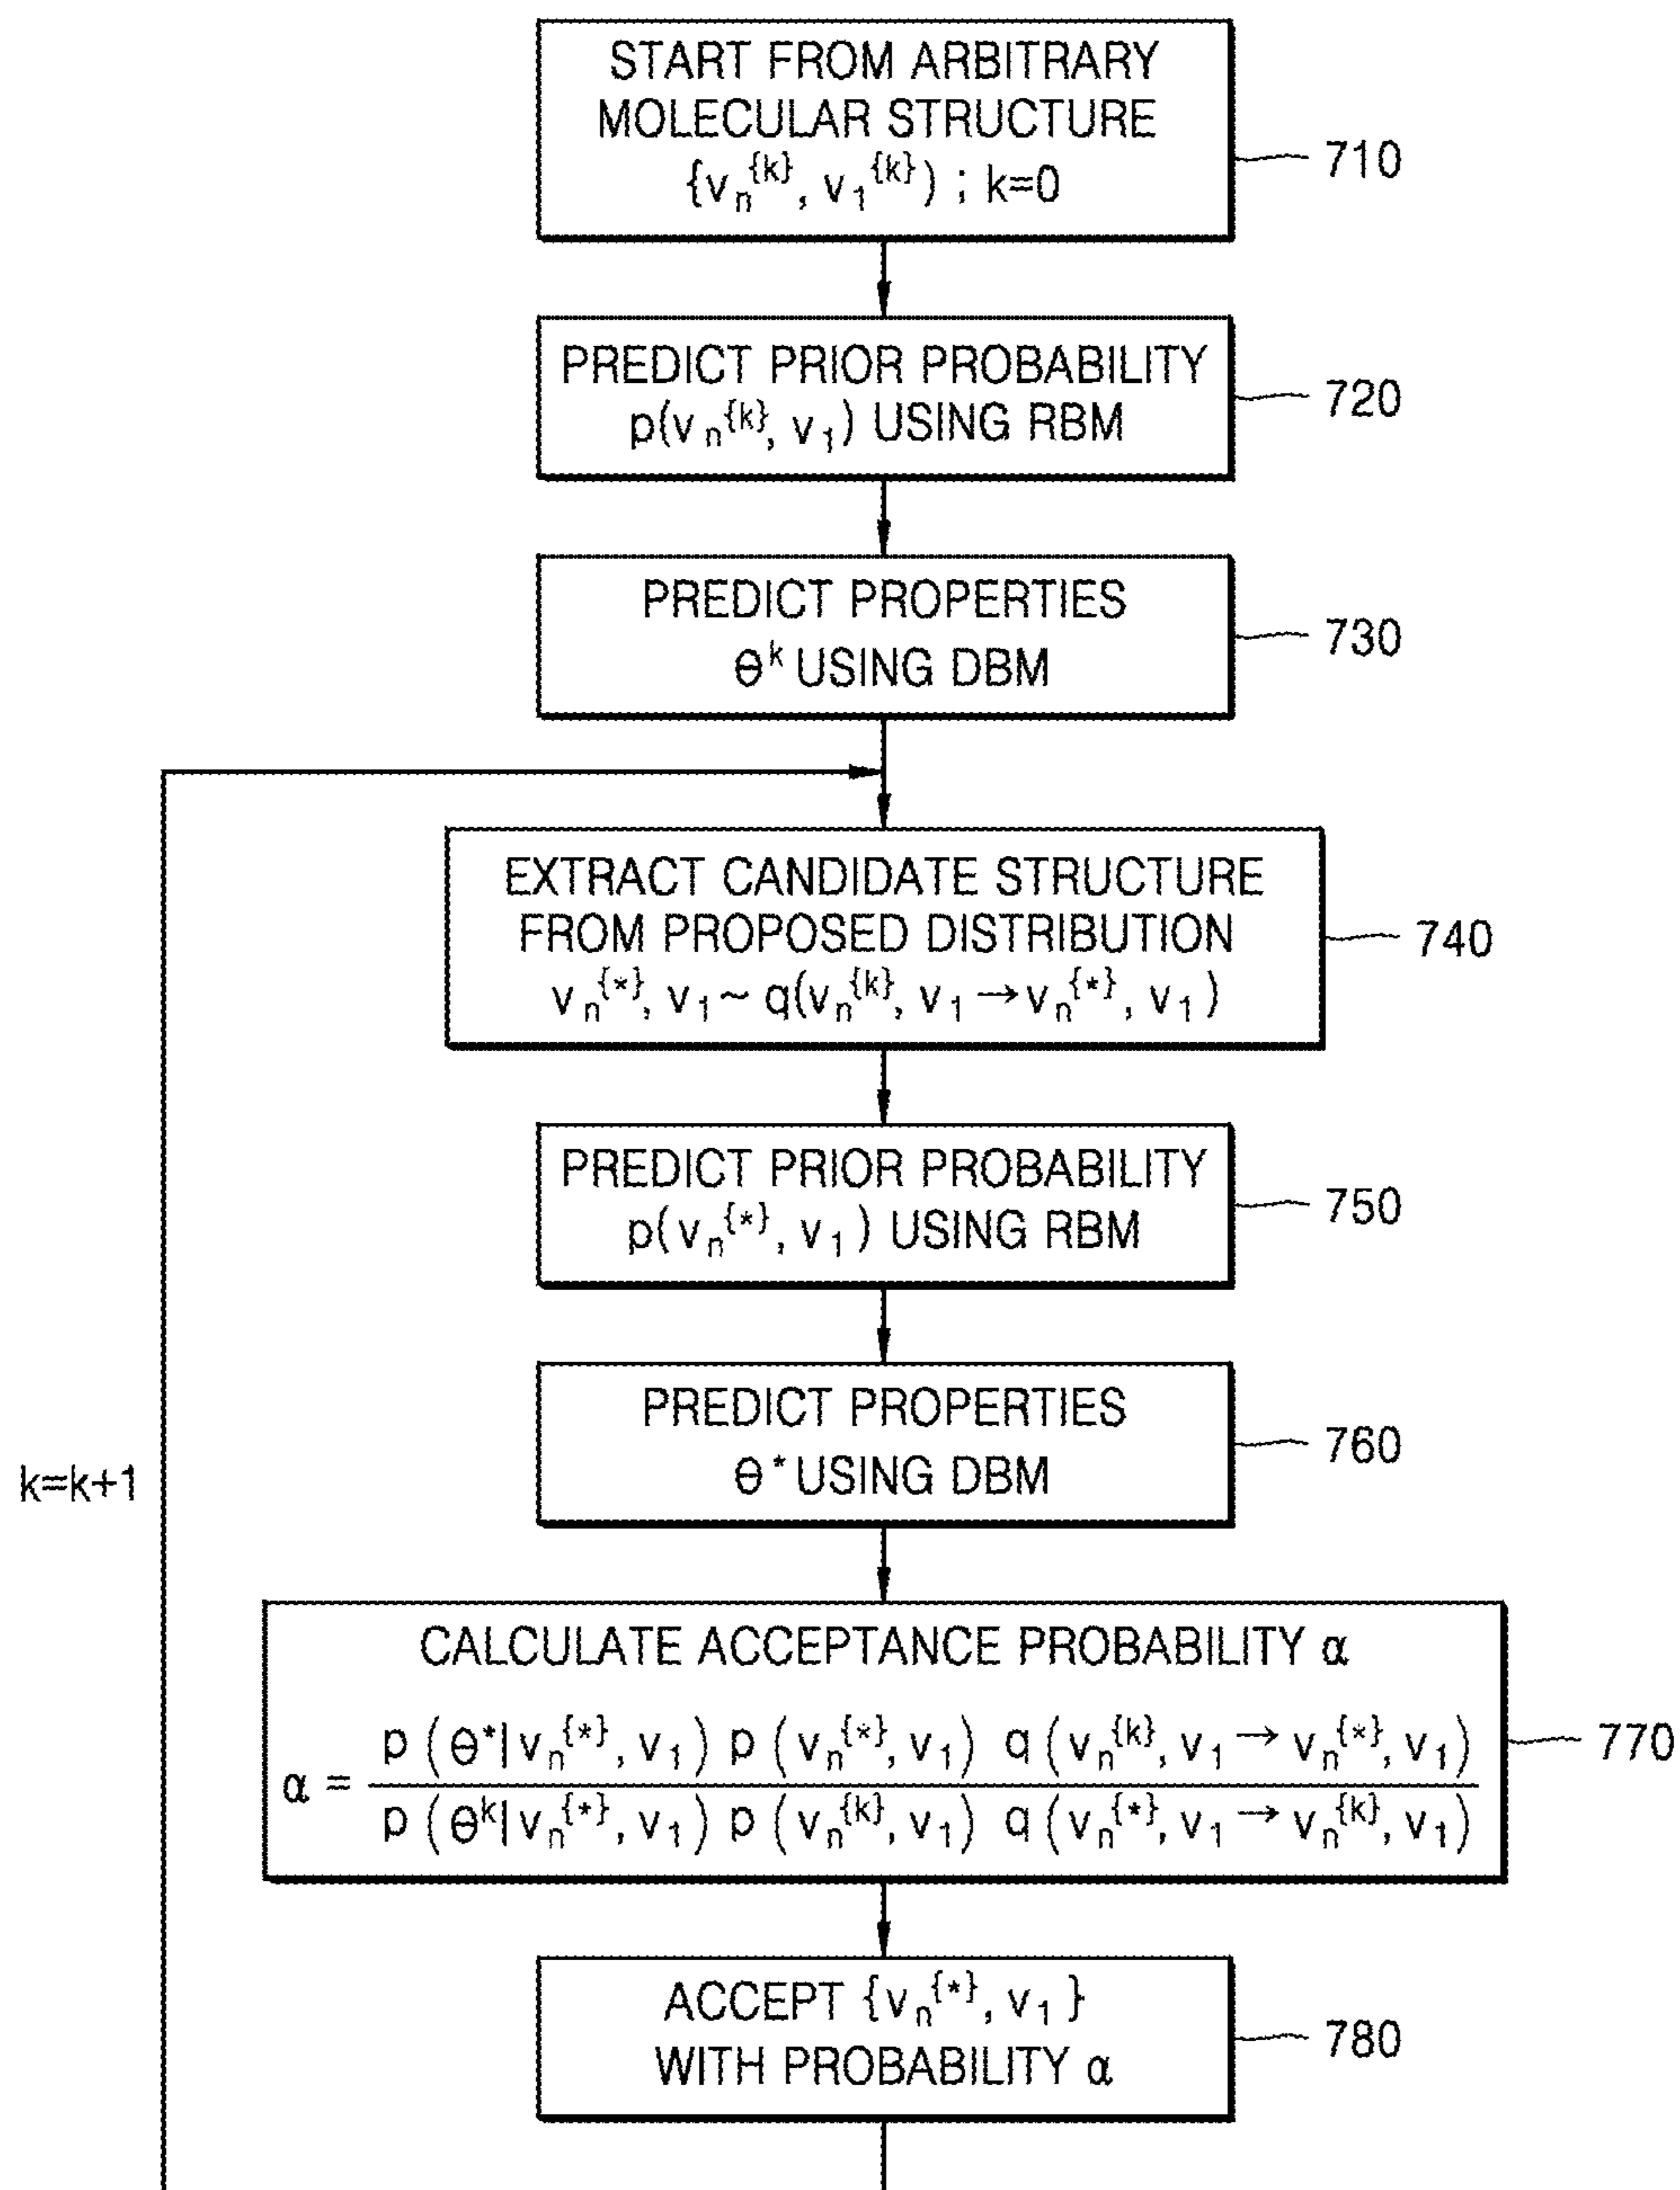 START FROM ARBITRARY
MOLECULAR STRUCTURE
{vₙ^{k}, v₁^{k}) ; k=0
710
PREDICT PRIOR PROBABILITY
p(vₙ^{k}, v₁) USING RBM
720
PREDICT PROPERTIES
θ^k USING DBM
730
EXTRACT CANDIDATE STRUCTURE
FROM PROPOSED DISTRIBUTION
vₙ^{*}, v₁ ~ q(vₙ^{k}, v₁ → vₙ^{*}, v₁)
740
PREDICT PRIOR PROBABILITY
p(vₙ^{*}, v₁) USING RBM
750
PREDICT PROPERTIES
θ* USING DBM
760
k=k+1
CALCULATE ACCEPTANCE PROBABILITY α
α = p (θ*|vₙ^{*}, v₁) p (vₙ^{*}, v₁) q (vₙ^{k}, v₁ → vₙ^{*}, v₁)
p (θ^k|vₙ^{*}, v₁) p (vₙ^{k}, v₁) q (vₙ^{*}, v₁ → vₙ^{k}, v₁)
770
ACCEPT {vₙ^{*}, v₁}
WITH PROBABILITY α
780